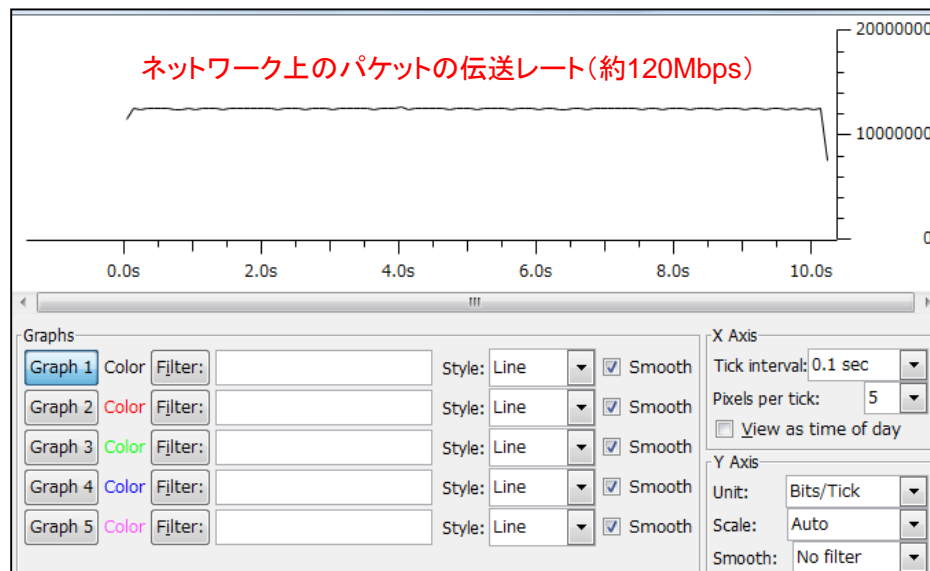 20000000
ネットワーク上のパケットの伝送レート（約120Mbps）
10000000
0
0.0s 2.0s 4.0s 6.0s 8.0s 10.0s
Graphs
Graph 1 Color Filter: Style: Line Smooth
Graph 2 Color Filter: Style: Line Smooth
Graph 3 Color Filter: Style: Line Smooth
Graph 4 Color Filter: Style: Line Smooth
Graph 5 Color Filter: Style: Line Smooth
X Axis
Tick interval: 0.1 sec
Pixels per tick: 5
View as time of day
Y Axis
Unit: Bits/Tick
Scale: Auto
Smooth: No filter